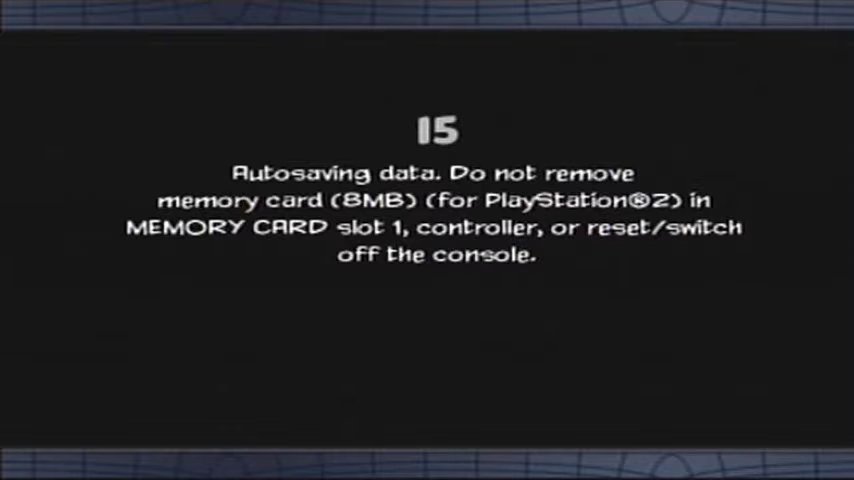 15
Autosaving data. Do not remove
memory card (8MB) (for PlayStation®2) in
MEMORY CARD slot 1, controller, or reset/switch
off the console.